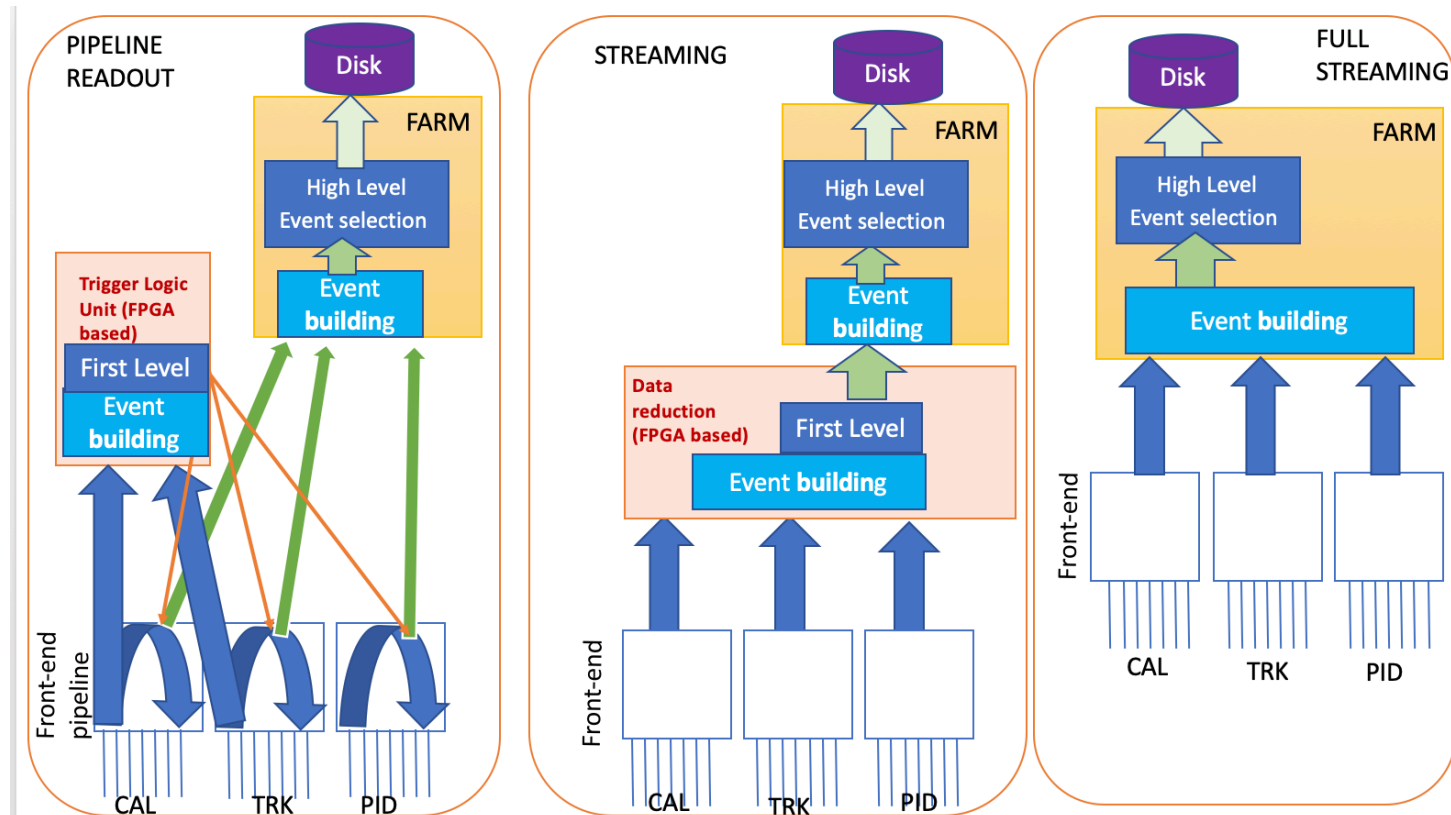 PIPELINE
READOUT
Disk
FARM
High Level
Event selection
Event
building
Trigger Logic
Unit (FPGA
based)
First Level
Event
building
Front-end
pipeline
CAL
TRK
PID
STREAMING
Disk
FARM
High Level
Event selection
Event
building
Data
reduction
(FPGA based)
First Level
Event building
Front-end
CAL
TRK
PID
FULL
STREAMING
Disk
FARM
High Level
Event selection
Event building
Front-end
CAL
TRK
PID